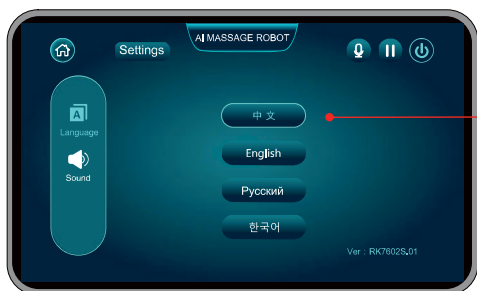 AI MASSAGE ROBOT
Settings
A
Language
Sound
中文
English
Русский
한국어
Ver : RK7602S.01